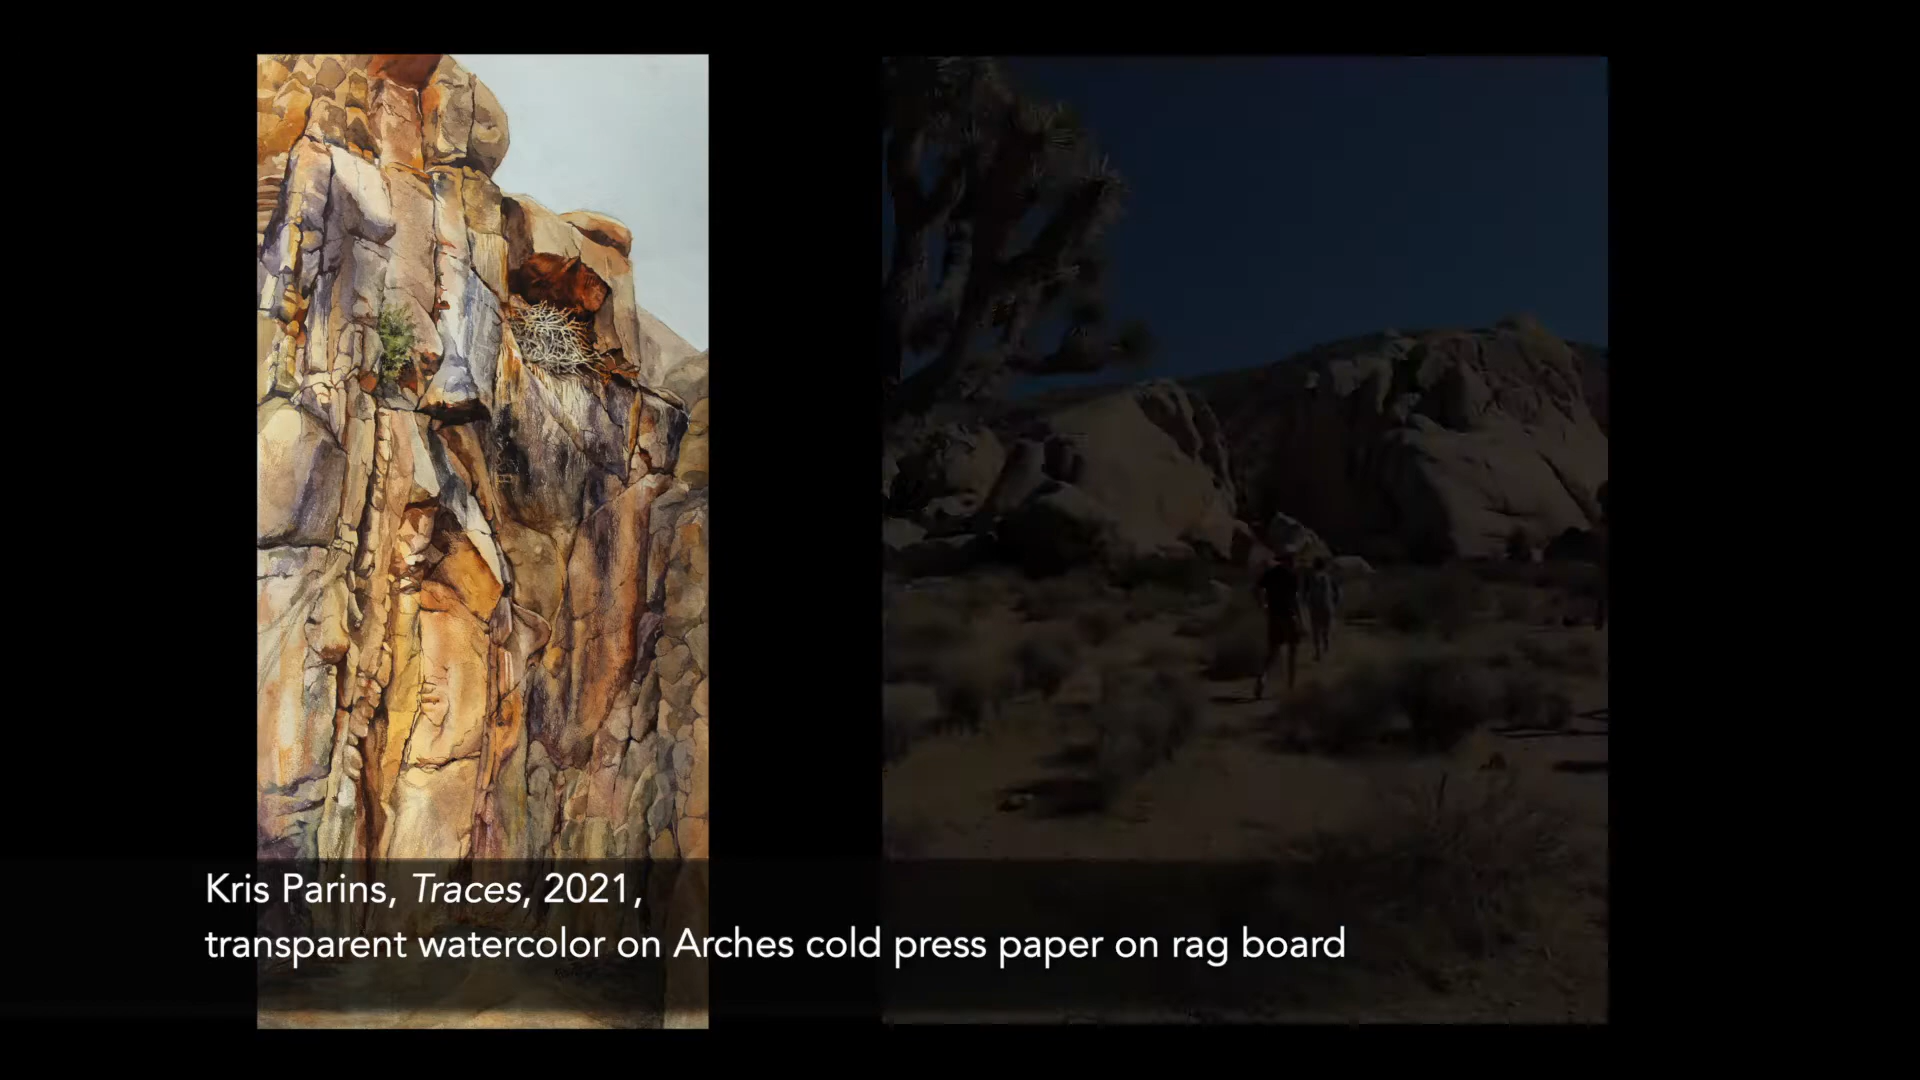 Kris Parins, Traces, 2021,
transparent watercolor on Arches cold press paper on rag board